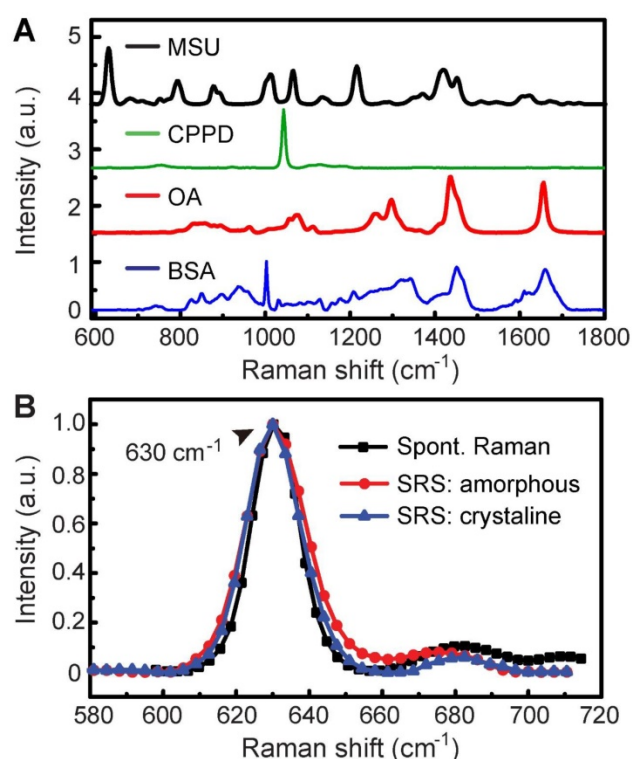 A
5
4
3
2
1
0
Intensity (a.u.)
MSU
CPPD
OA
BSA
600 800 1000 1200 1400 1600 1800
Raman shift (cm⁻¹)
B
1.0
0.8
0.6
0.4
0.2
0
Intensity (a.u.)
630 cm⁻¹
Spont. Raman
SRS: amorphous
SRS: crystaline
580 600 620 640 660 680 700 720
Raman shift (cm⁻¹)